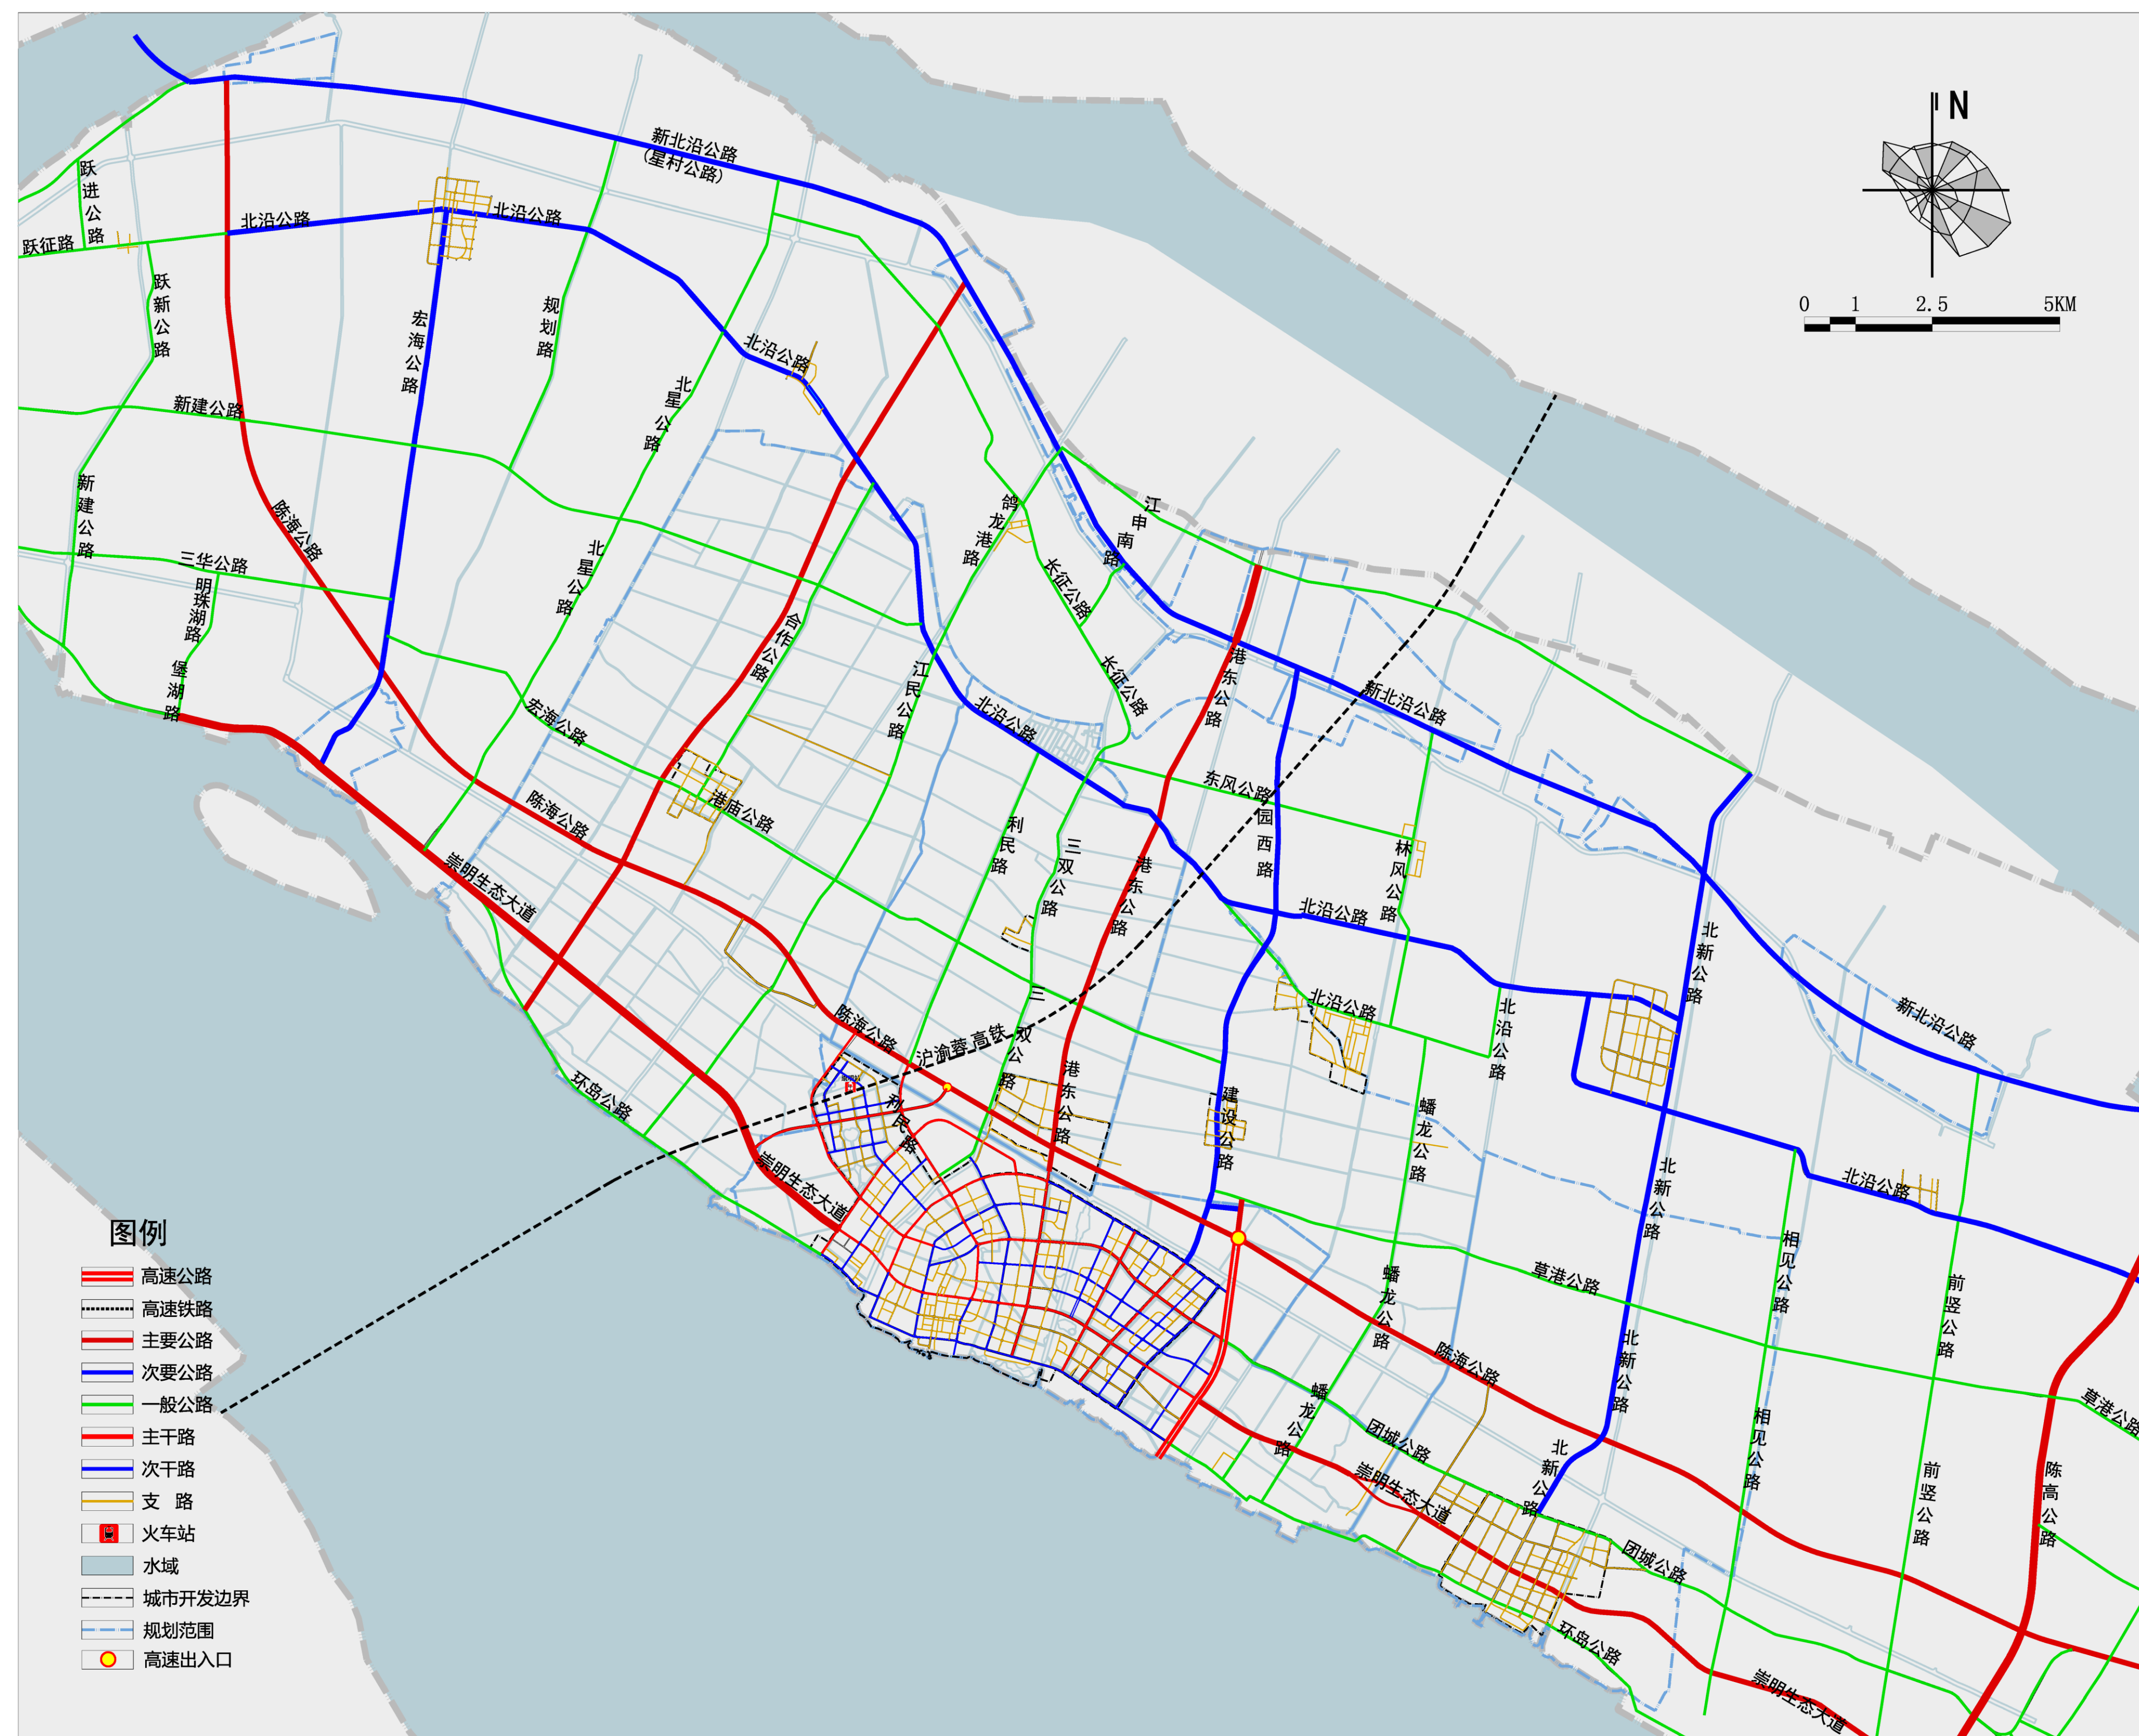 N
0 1 2.5 5KM
新北沿公路
(星村公路)
跃进公路
跃征路
北沿公路
北沿公路
跃新公路
宏海公路
规划路
北沿公路
北星公路
新建公路
新建公路
陈海公路
三华公路
明珠湖路
堡湖路
北星公路
合作公路
鸽龙港路
江申南路
长征公路
长征公路
江民公路
北沿公路
港东公路
新北沿公路
宏海公路
陈海公路
港庙公路
东风公路
园西路
林风公路
利民路
三双公路
港东公路
崇明生态大道
北沿公路
北新公路
三双公路
北沿公路
北沿公路
新北沿公路
陈海公路
沪渝蓉高铁
环岛公路
利民路
港东公路
建设公路
蟠龙公路
北新公路
北沿公路
崇明生态大道
相见公路
草港公路
前竖公路
蟠龙公路
北新公路
陈海公路
草港公路
蟠龙公路
团城公路
相见公路
北新公路
崇明生态大道
前竖公路
陈高公路
团城公路
环岛公路
崇明生态大道
图例
高速公路
高速铁路
主要公路
次要公路
一般公路
主干路
次干路
支 路
火车站
水域
城市开发边界
规划范围
高速出入口